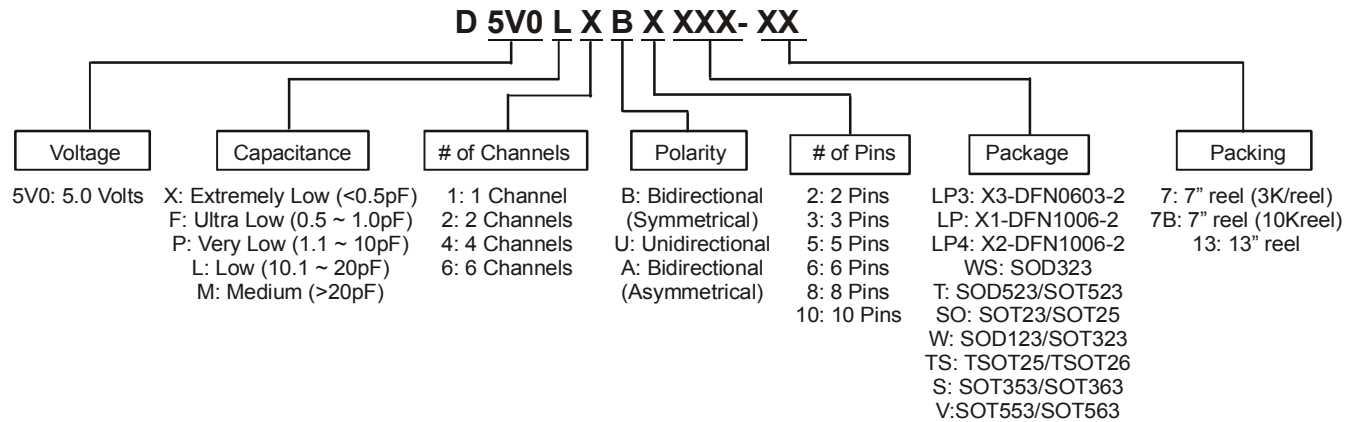 D 5V0 L X B X XXX- XX
Voltage
5V0: 5.0 Volts
Capacitance
X: Extremely Low (<0.5pF)
F: Ultra Low (0.5 ~ 1.0pF)
P: Very Low (1.1 ~ 10pF)
L: Low (10.1 ~ 20pF)
M: Medium (>20pF)
# of Channels
1: 1 Channel
2: 2 Channels
4: 4 Channels
6: 6 Channels
Polarity
B: Bidirectional
(Symmetrical)
U: Unidirectional
A: Bidirectional
(Asymmetrical)
# of Pins
2: 2 Pins
3: 3 Pins
5: 5 Pins
6: 6 Pins
8: 8 Pins
10: 10 Pins
Package
LP3: X3-DFN0603-2
LP: X1-DFN1006-2
LP4: X2-DFN1006-2
WS: SOD323
T: SOD523/SOT523
SO: SOT23/SOT25
W: SOD123/SOT323
TS: TSOT25/TSOT26
S: SOT353/SOT363
V:SOT553/SOT563
Packing
7: 7” reel (3K/reel)
7B: 7” reel (10Kreel)
13: 13” reel